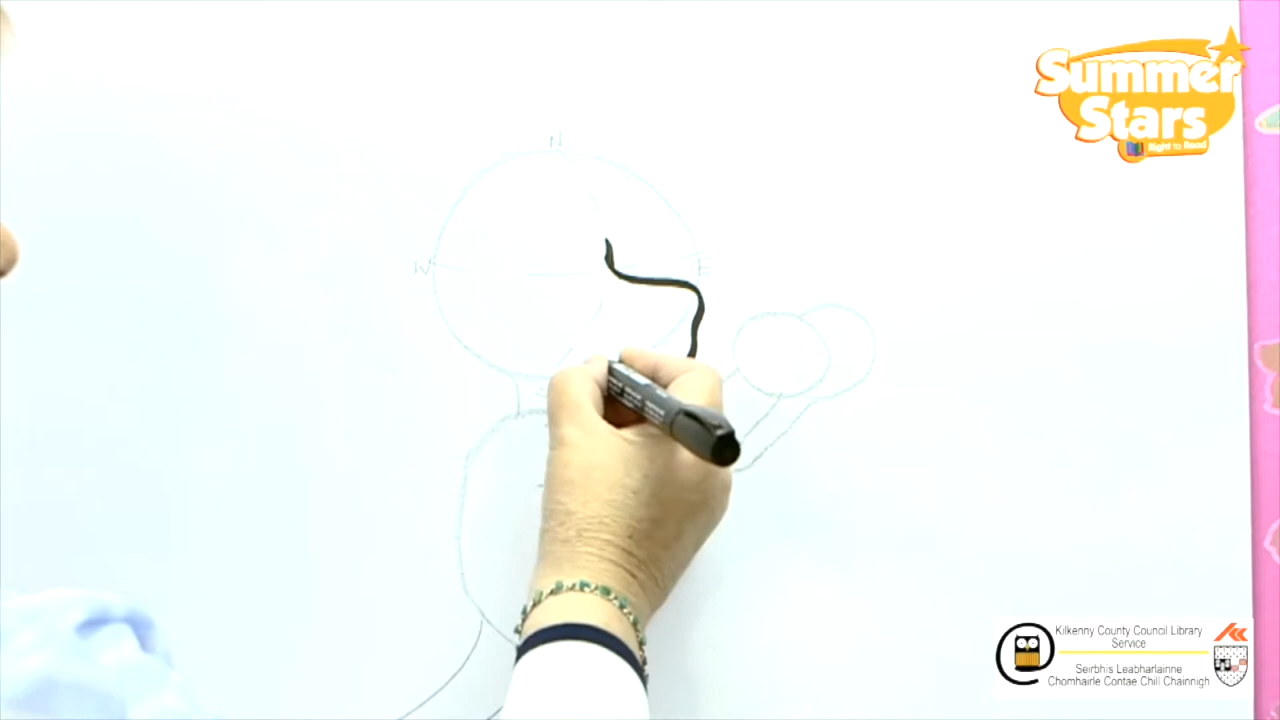 Summer
Stars
Right to Read
N
W
E
Kilkenny County Council Library
Service
Seirbhís Leabharlainne
Chomhairle Contae Chill Chainnigh